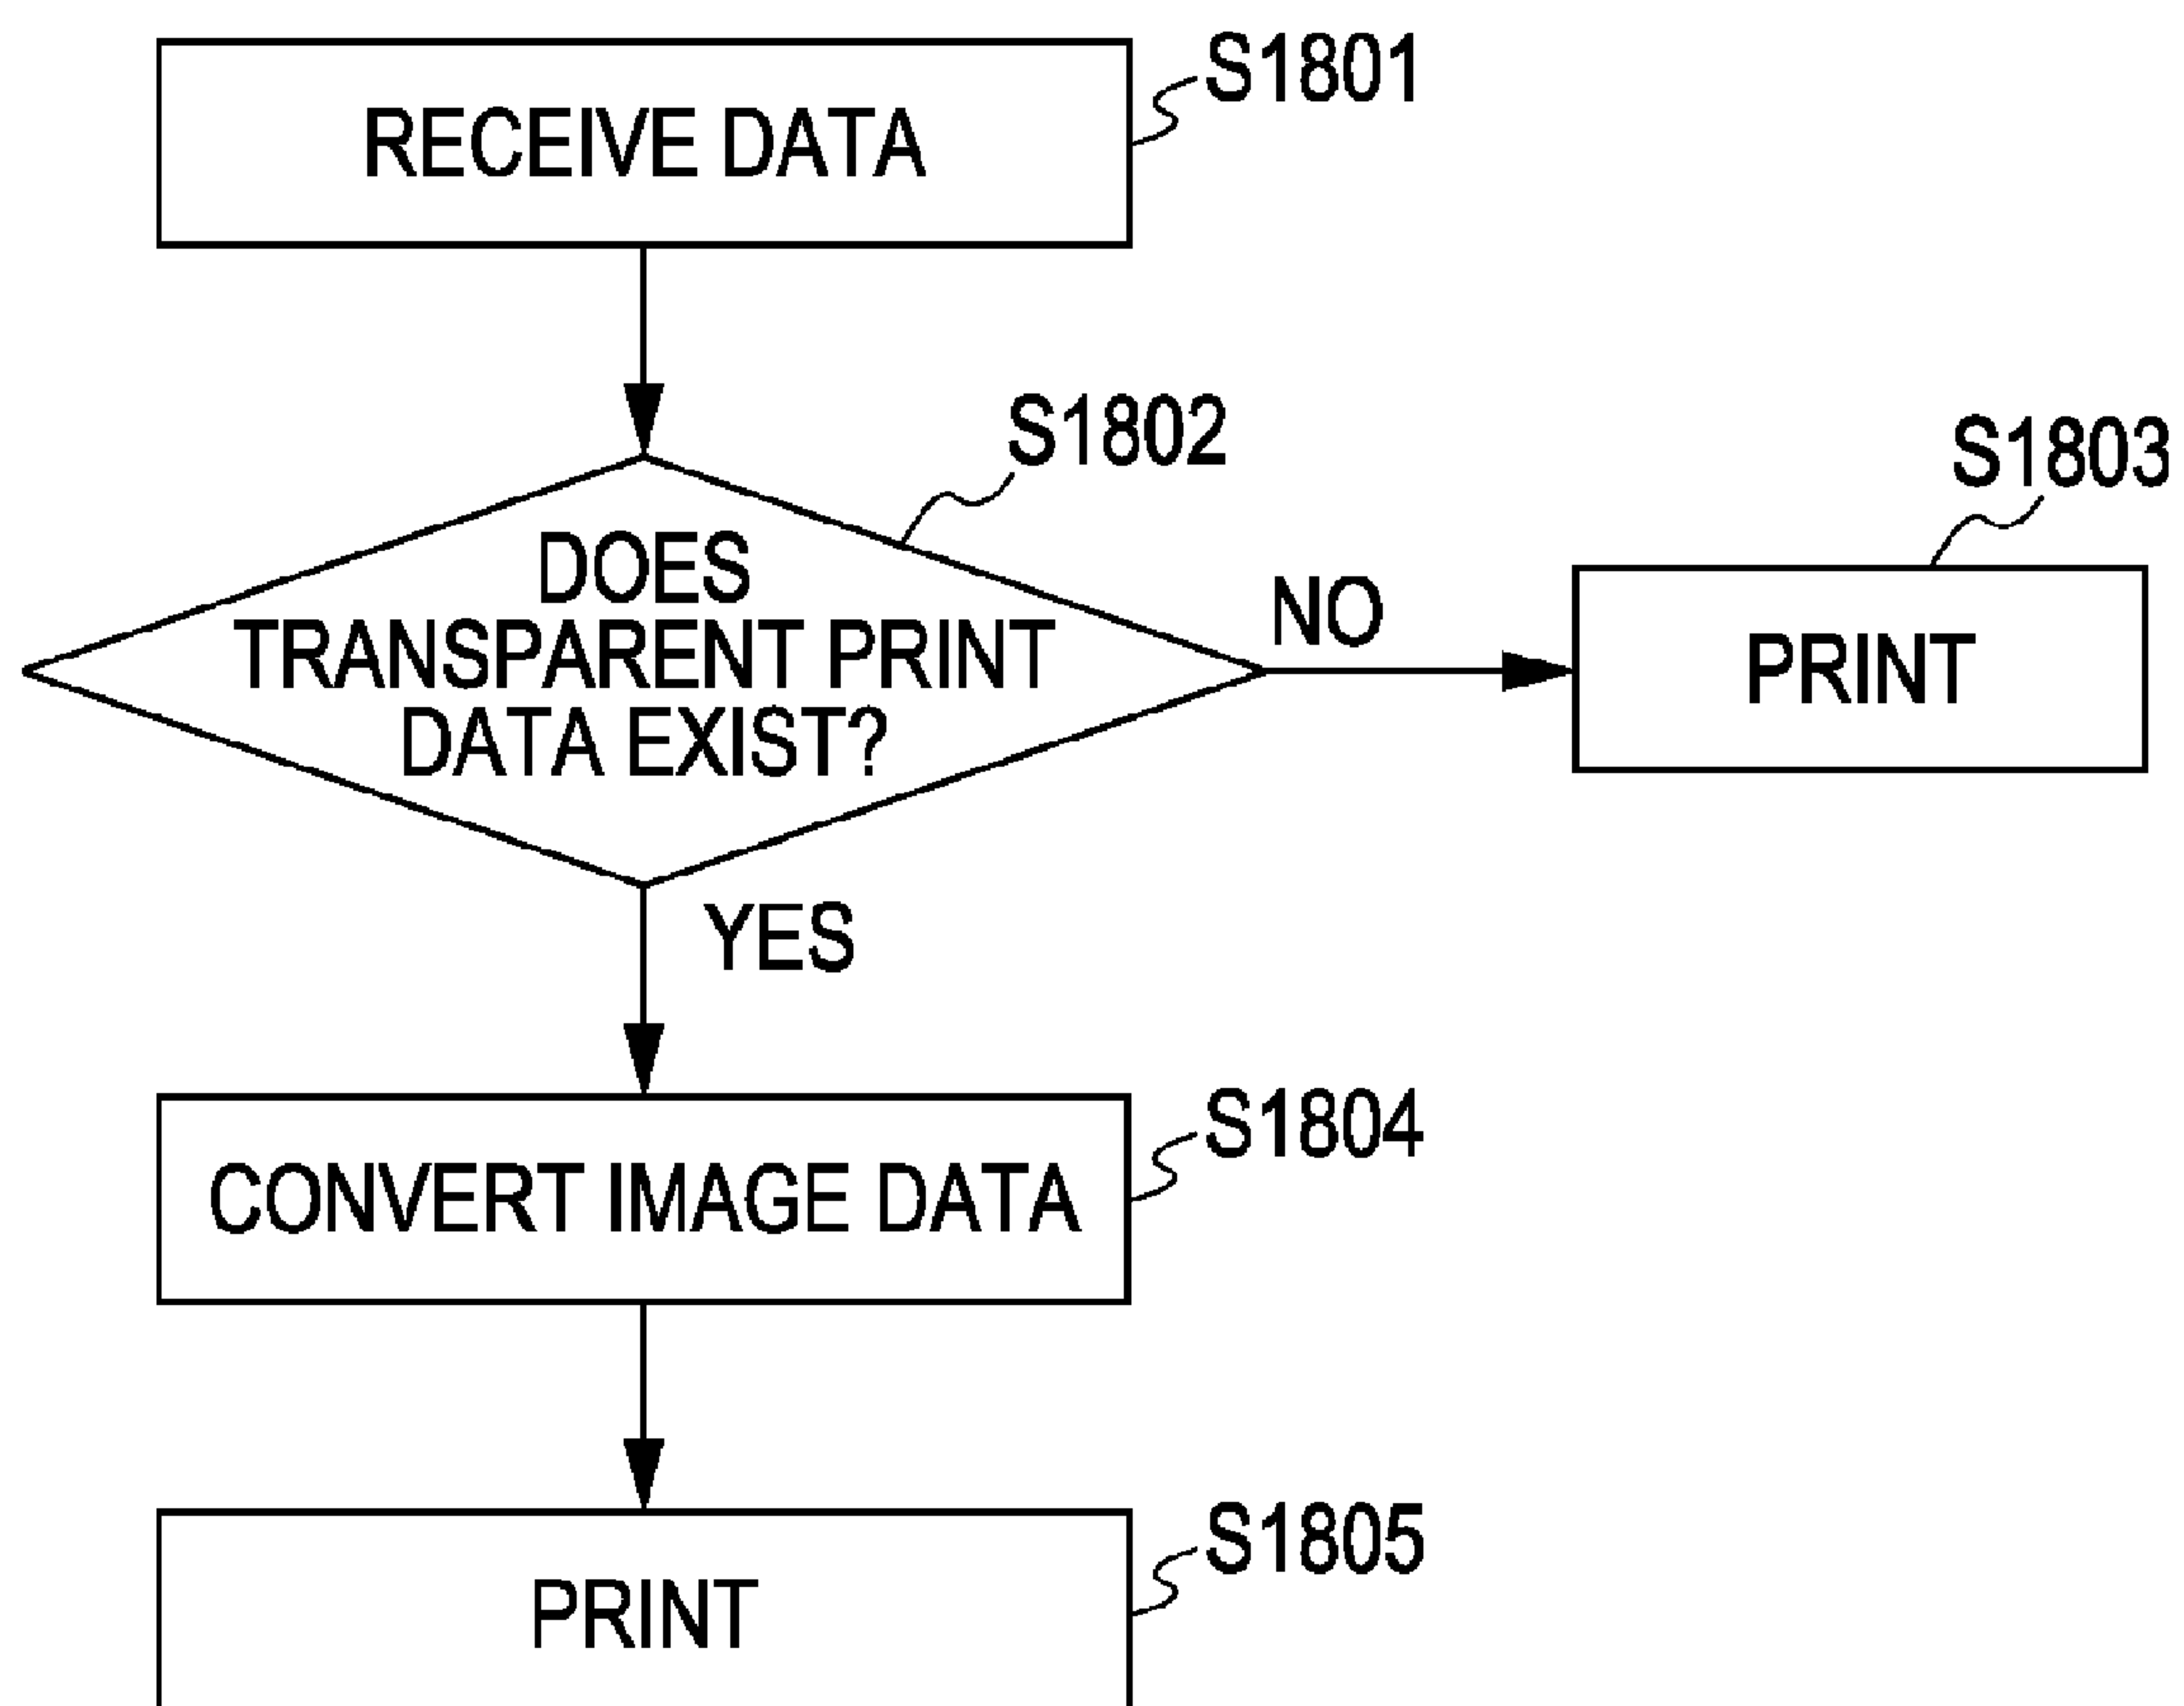 S1801
RECEIVE DATA
S1802
S1803
DOES
TRANSPARENT PRINT
DATA EXIST?
NO
PRINT
YES
S1804
CONVERT IMAGE DATA
S1805
PRINT